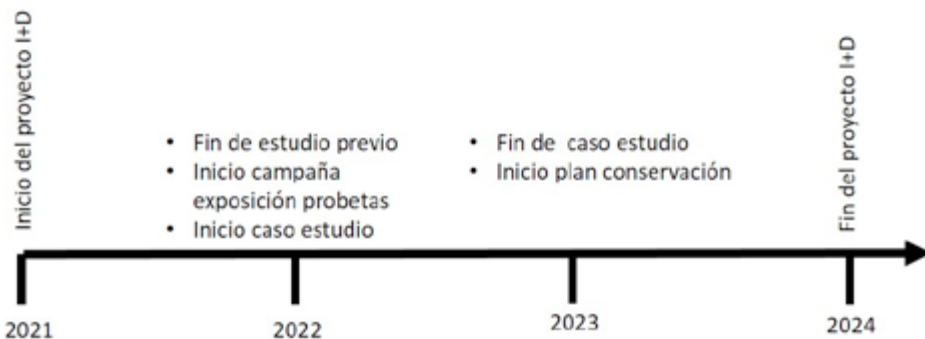 Inicio del proyecto I+D
• Fin de estudio previo
• Inicio campaña
exposición probetas
• Inicio caso estudio
• Fin de caso estudio
• Inicio plan conservación
Fin del proyecto I+D
2021
2022
2023
2024